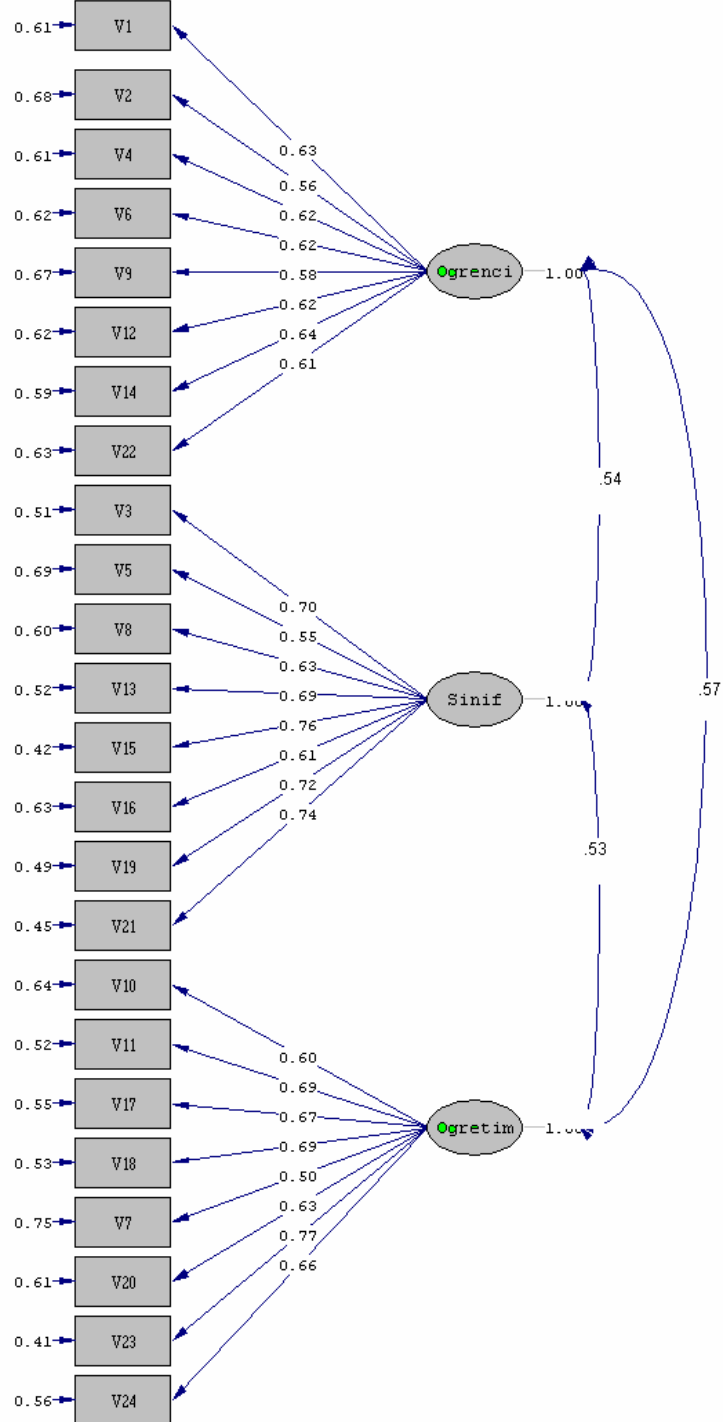 0.61 V1
0.68 V2
0.63
0.61 V4
0.56
0.62
0.62 V6
0.62
0.67 V9 0.58 Ogrenci 1.00
0.62
0.62 V12
0.64
0.61
0.59 V14
0.63 V22
.54
0.51 V3
0.69 V5
0.70
0.60 V8 0.55
0.63
0.52 V13 0.69 Sinif .57
0.76
0.42 V15
0.61
0.72
0.63 V16
0.74
.53
0.49 V19
0.45 V21
0.64 V10
0.52 V11
0.60
0.69
0.55 V17
0.67
Ogretim
0.53 V18 0.69
0.50
0.75 V7
0.63
0.77
0.66
0.61 V20
0.41 V23
0.56 V24